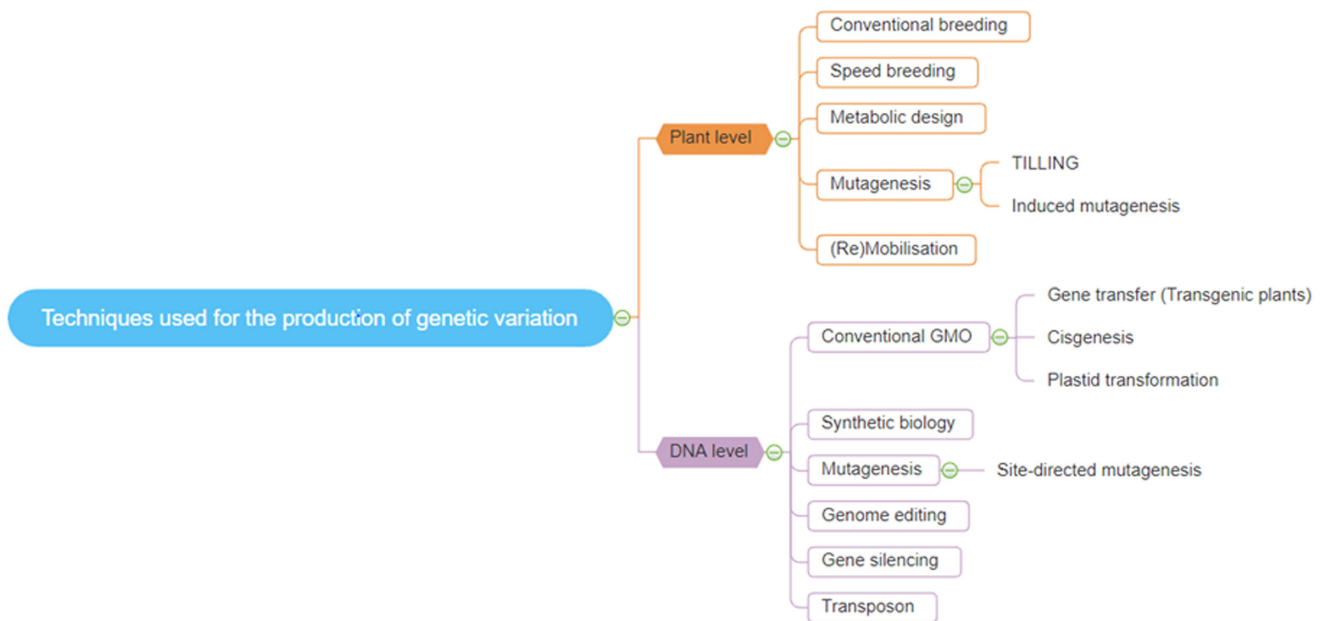 Techniques used for the production of genetic variation
Plant level
Conventional breeding
Speed breeding
Metabolic design
Mutagenesis
TILLING
Induced mutagenesis
(Re)Mobilisation
DNA level
Conventional GMO
Gene transfer (Transgenic plants)
Cisgenesis
Plastid transformation
Synthetic biology
Mutagenesis
Site-directed mutagenesis
Genome editing
Gene silencing
Transposon